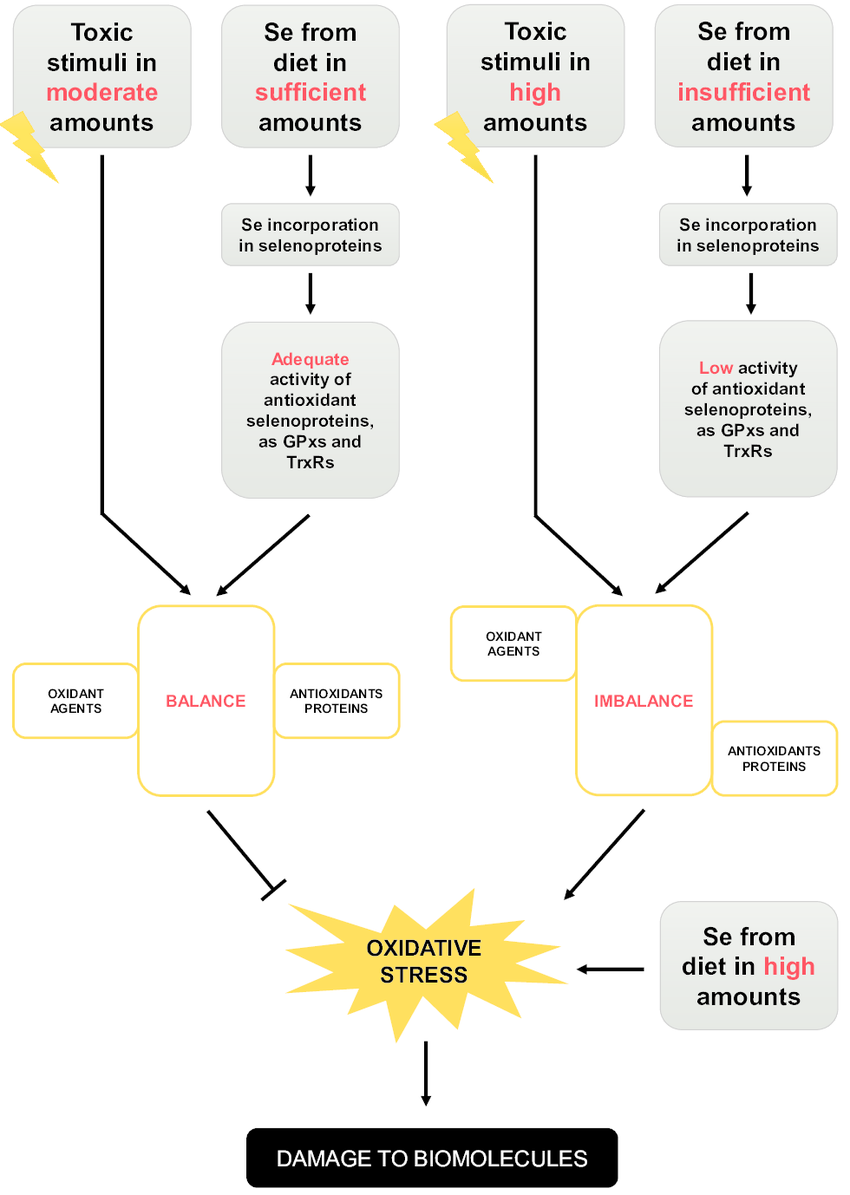 Toxic
stimuli in
moderate
amounts
Se from
diet in
sufficient
amounts
Toxic
stimuli in
high
amounts
Se from
diet in
insufficient
amounts
Se incorporation
in selenoproteins
Se incorporation
in selenoproteins
Adequate
activity of
antioxidant
selenoproteins,
as GPxs and
TrxRs
Low activity
of antioxidant
selenoproteins,
as GPxs and
TrxRs
OXIDANT
AGENTS
BALANCE
ANTIOXIDANTS
PROTEINS
OXIDANT
AGENTS
IMBALANCE
ANTIOXIDANTS
PROTEINS
OXIDATIVE
STRESS
Se from
diet in high
amounts
DAMAGE TO BIOMOLECULES